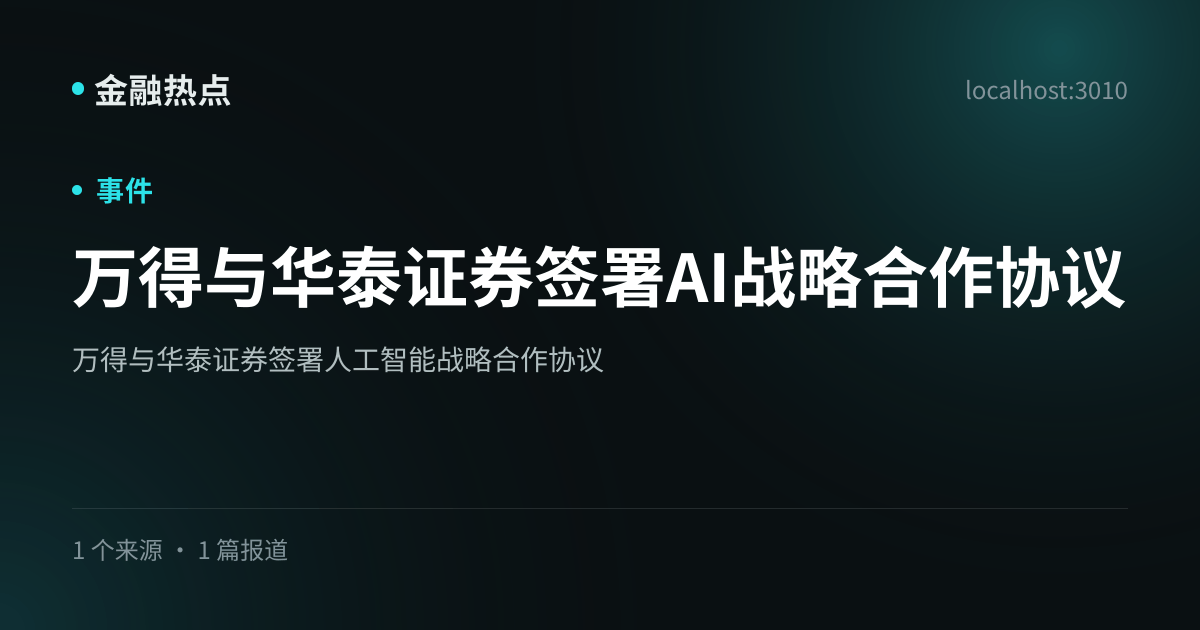 金融热点
localhost:3010
事件
万得与华泰证券签署AI战略合作协议
万得与华泰证券签署人工智能战略合作协议
1 个来源 · 1 篇报道